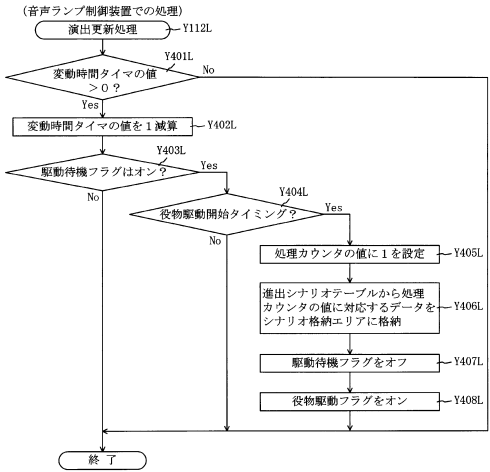 (音声ランプ制御装置での処理)
演出更新処理
Y112L
変動時間タイマの値
＞0？
Y401L
No
Yes
変動時間タイマの値を1減算
Y402L
駆動待機フラグはオン？
Y403L
Yes
No
役物駆動開始タイミング？
Y404L
Yes
No
処理カウンタの値に1を設定
Y405L
進出シナリオテーブルから処理
カウンタの値に対応するデータを
シナリオ格納エリアに格納
Y406L
駆動待機フラグをオフ
Y407L
役物駆動フラグをオン
Y408L
終了